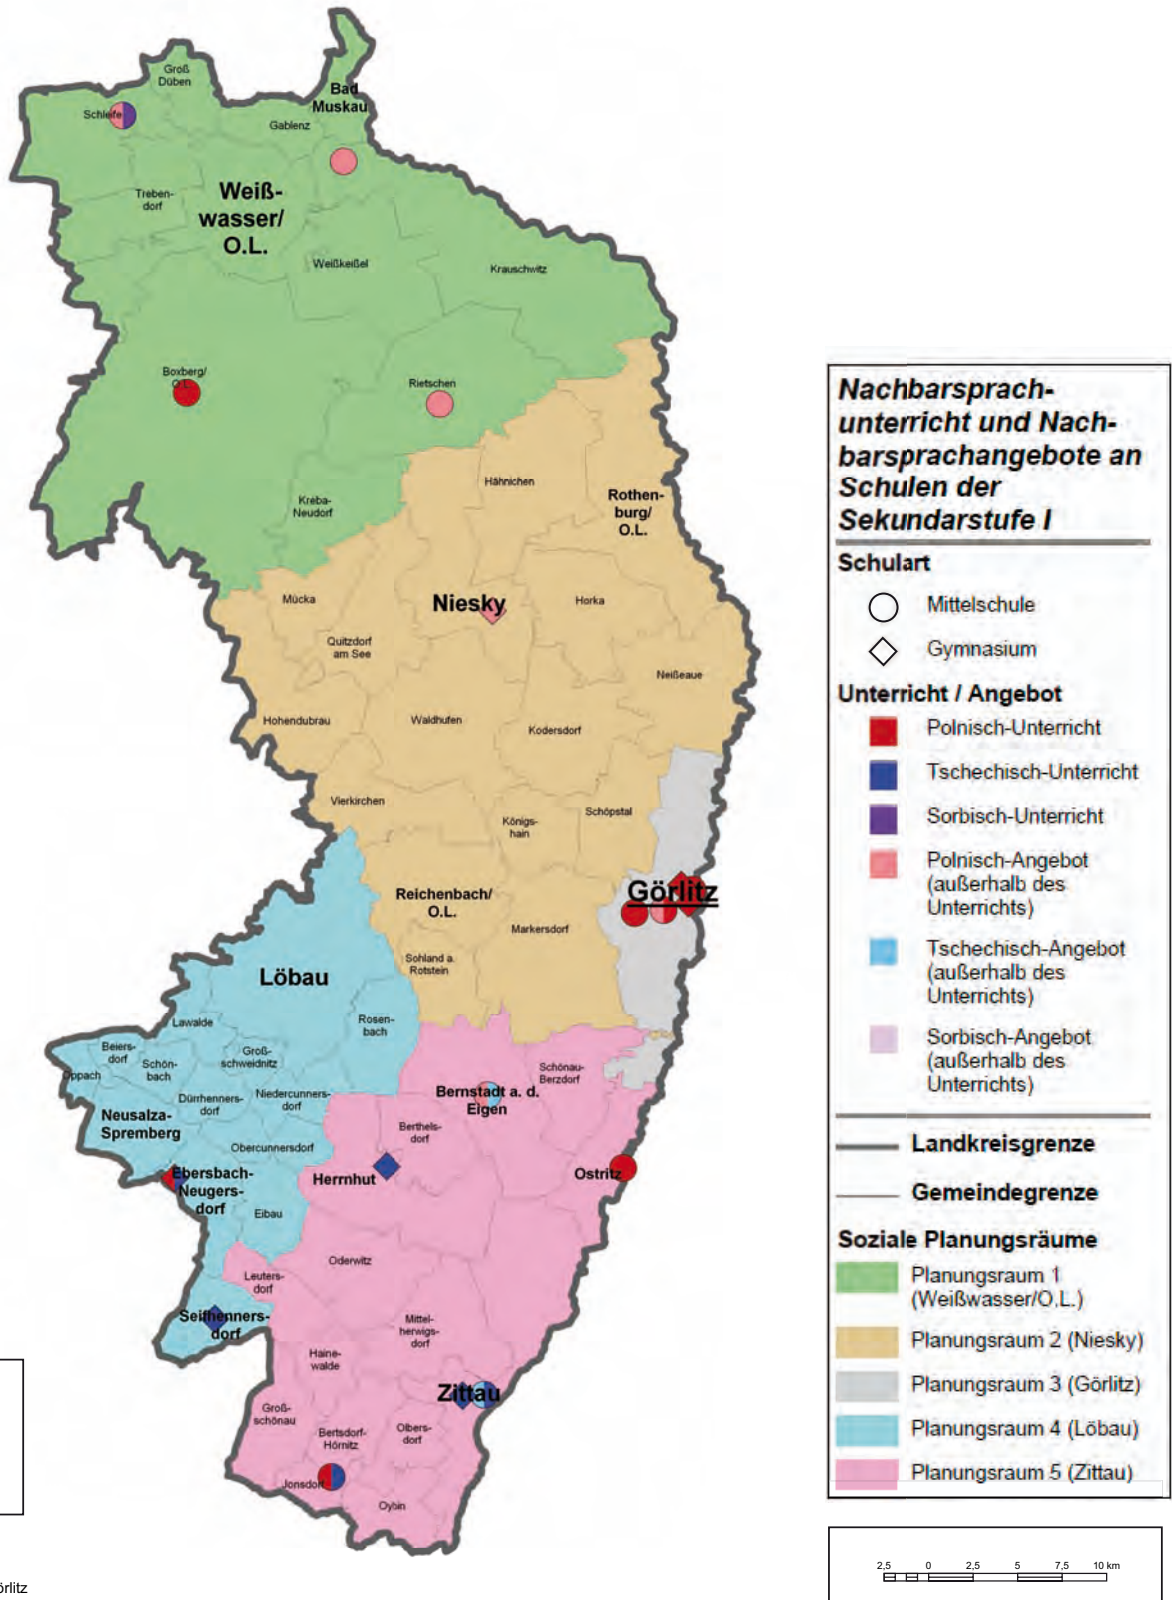 Groß
Düben
Bad
Muskau
Schleife
Gablenz
Treben-
dorf
Weiß-
wasser/
O.L.
Weißkeißel
Krauschwitz
Boxberg/
O.L.
Rietschen
Kreba-
Neudorf
Hähnichen
Rothen-
burg/
O.L.
Mücka
Niesky
Horka
Quitzdorf
am See
Neißeaue
Hohendubrau
Waldhufen
Kodersdorf
Vierkirchen
Königs-
hain
Schöpstal
Görlitz
Reichenbach/
O.L.
Markersdorf
Sohland a.
Rotstein
Löbau
Rosen-
bach
Lawalde
Beiers-
dorf
Schön-
bach
Groß-
schweidnitz
Oppach
Schönau-
Berzdorf
Bernstadt a. d.
Eigen
Dürrhenners-
dorf
Niedercunners-
dorf
Neusalza-
Spremberg
Berthels-
dorf
Obercunnersdorf
Herrnhut
Ostritz
Ebersbach-
Neugers-
dorf
Eibau
Oderwitz
Leuters-
dorf
Seifhenners-
dorf
Mittel-
herwigs-
dorf
Haine-
walde
Zittau
Groß-
schönau
Bertsdorf-
Hörnitz
Olbers-
dorf
Jonsdorf
Oybin
örlitz
Nachbarsprach-
unterricht und Nach-
barsprachangebote an
Schulen der
Sekundarstufe I
Schulart
Mittelschule
Gymnasium
Unterricht / Angebot
Polnisch-Unterricht
Tschechisch-Unterricht
Sorbisch-Unterricht
Polnisch-Angebot
(außerhalb des
Unterrichts)
Tschechisch-Angebot
(außerhalb des
Unterrichts)
Sorbisch-Angebot
(außerhalb des
Unterrichts)
Landkreisgrenze
Gemeindegrenze
Soziale Planungsräume
Planungsraum 1
(Weißwasser/O.L.)
Planungsraum 2 (Niesky)
Planungsraum 3 (Görlitz)
Planungsraum 4 (Löbau)
Planungsraum 5 (Zittau)
2,5 0 2,5 5 7,5 10 km